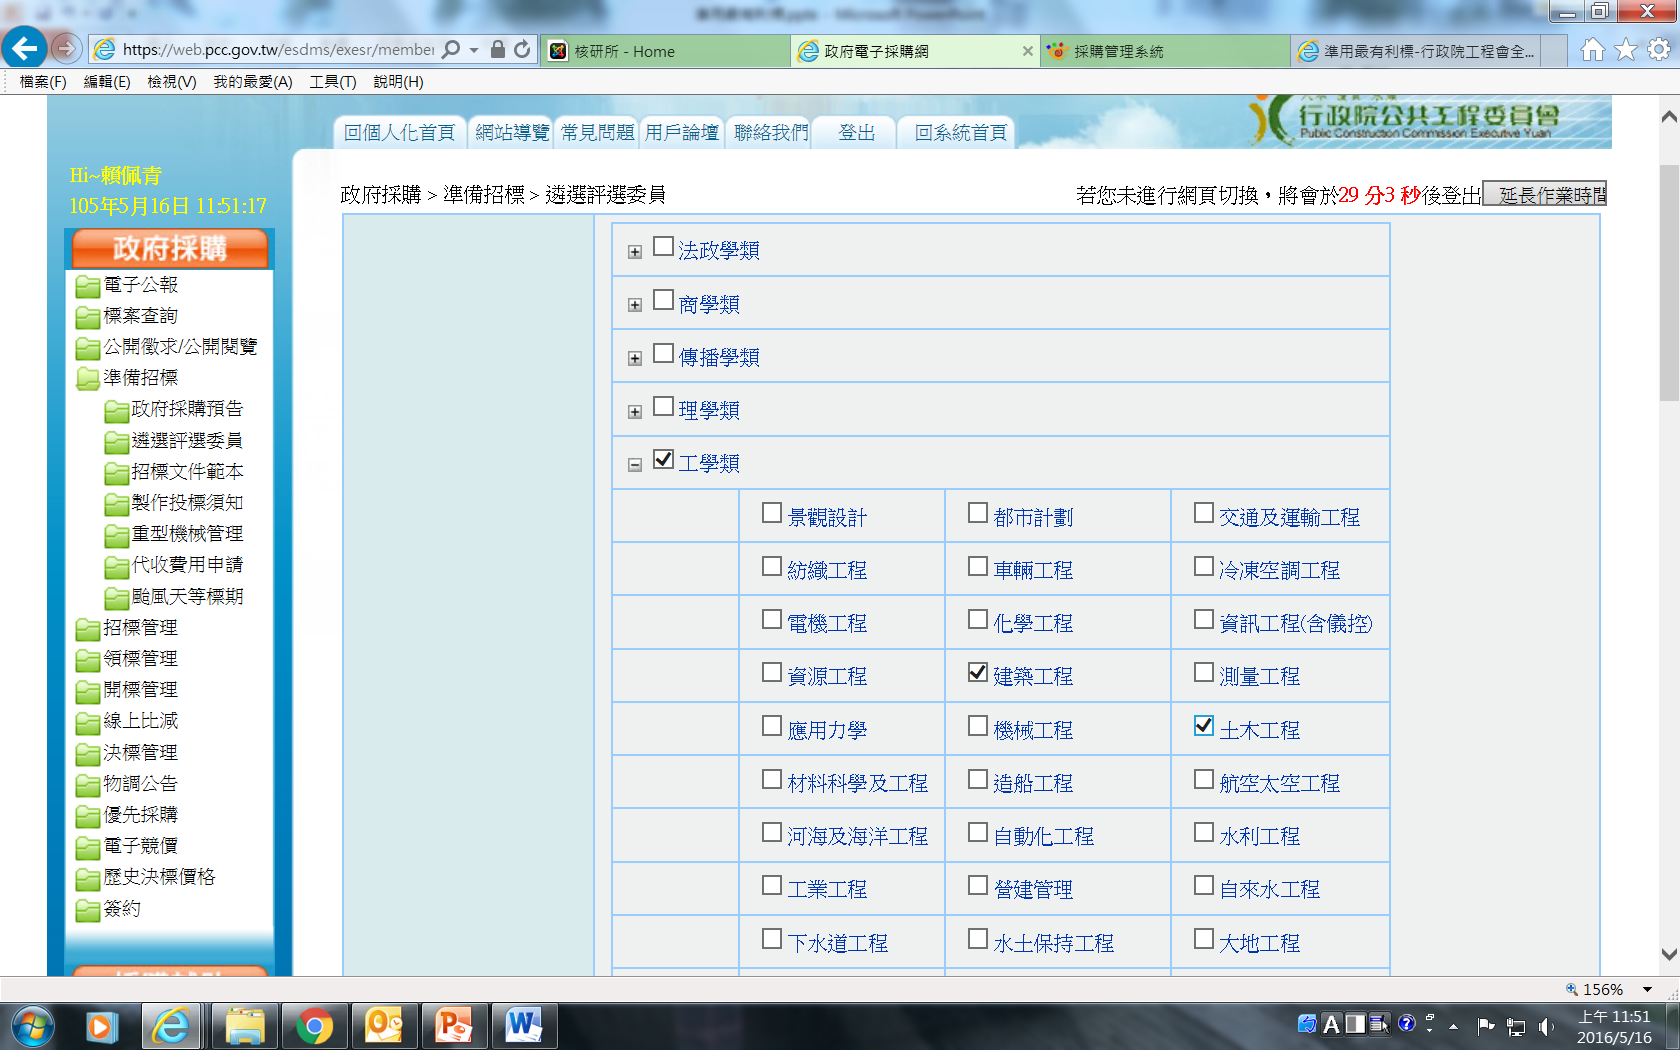 https://web.pcc.gov.tw/esdms/exesr/member
核研所 - Home
政府電子採購網
採購管理系統
準用最有利標-行政院工程會全...
檔案(F) 編輯(E) 檢視(V) 我的最愛(A) 工具(T) 說明(H)
回個人化首頁 網站導覽 常見問題 用戶論壇 聯絡我們 登出 回系統首頁
行政院公共工程委員會
Public Construction Commission Executive Yuan
Hi~賴佩青
105年5月16日 11:51:17
政府採購 > 準備招標 > 遴選評選委員
若您未進行網頁切換，將會於29 分3 秒後登出 延長作業時間
政府採購
電子公報
標案查詢
公開徵求/公開閱覽
準備招標
政府採購預告
遴選評選委員
招標文件範本
製作投標須知
重型機械管理
代收費用申請
颱風天等標期
招標管理
領標管理
開標管理
線上比減
決標管理
物調公告
優先採購
電子競價
歷史決標價格
簽約
法政學類
商學類
傳播學類
理學類
工學類
景觀設計 都市計劃 交通及運輸工程
紡織工程 車輛工程 冷凍空調工程
電機工程 化學工程 資訊工程(含儀控)
資源工程 建築工程 測量工程
應用力學 機械工程 土木工程
材料科學及工程 造船工程 航空太空工程
河海及海洋工程 自動化工程 水利工程
工業工程 營建管理 自來水工程
下水道工程 水土保持工程 大地工程
156%
上午 11:51
2016/5/16